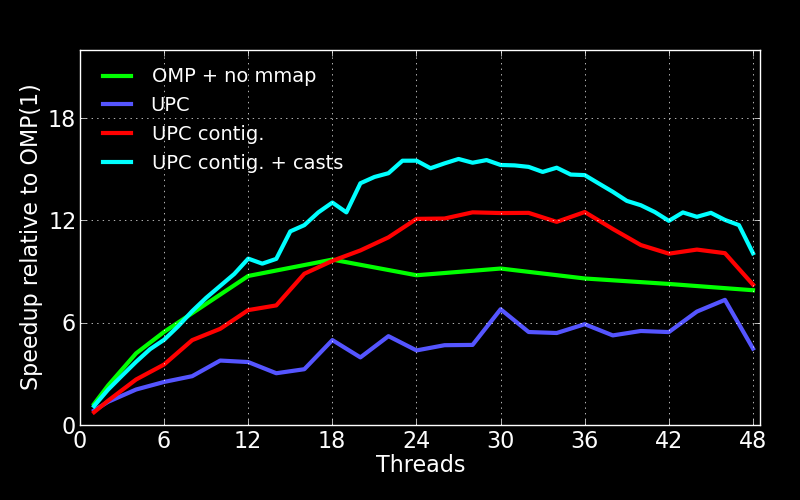 OMP + no mmap
UPC
UPC contig.
UPC contig. + casts
Speedup relative to OMP(1)
18
12
6
0
0 6 12 18 24 30 36 42 48
Threads